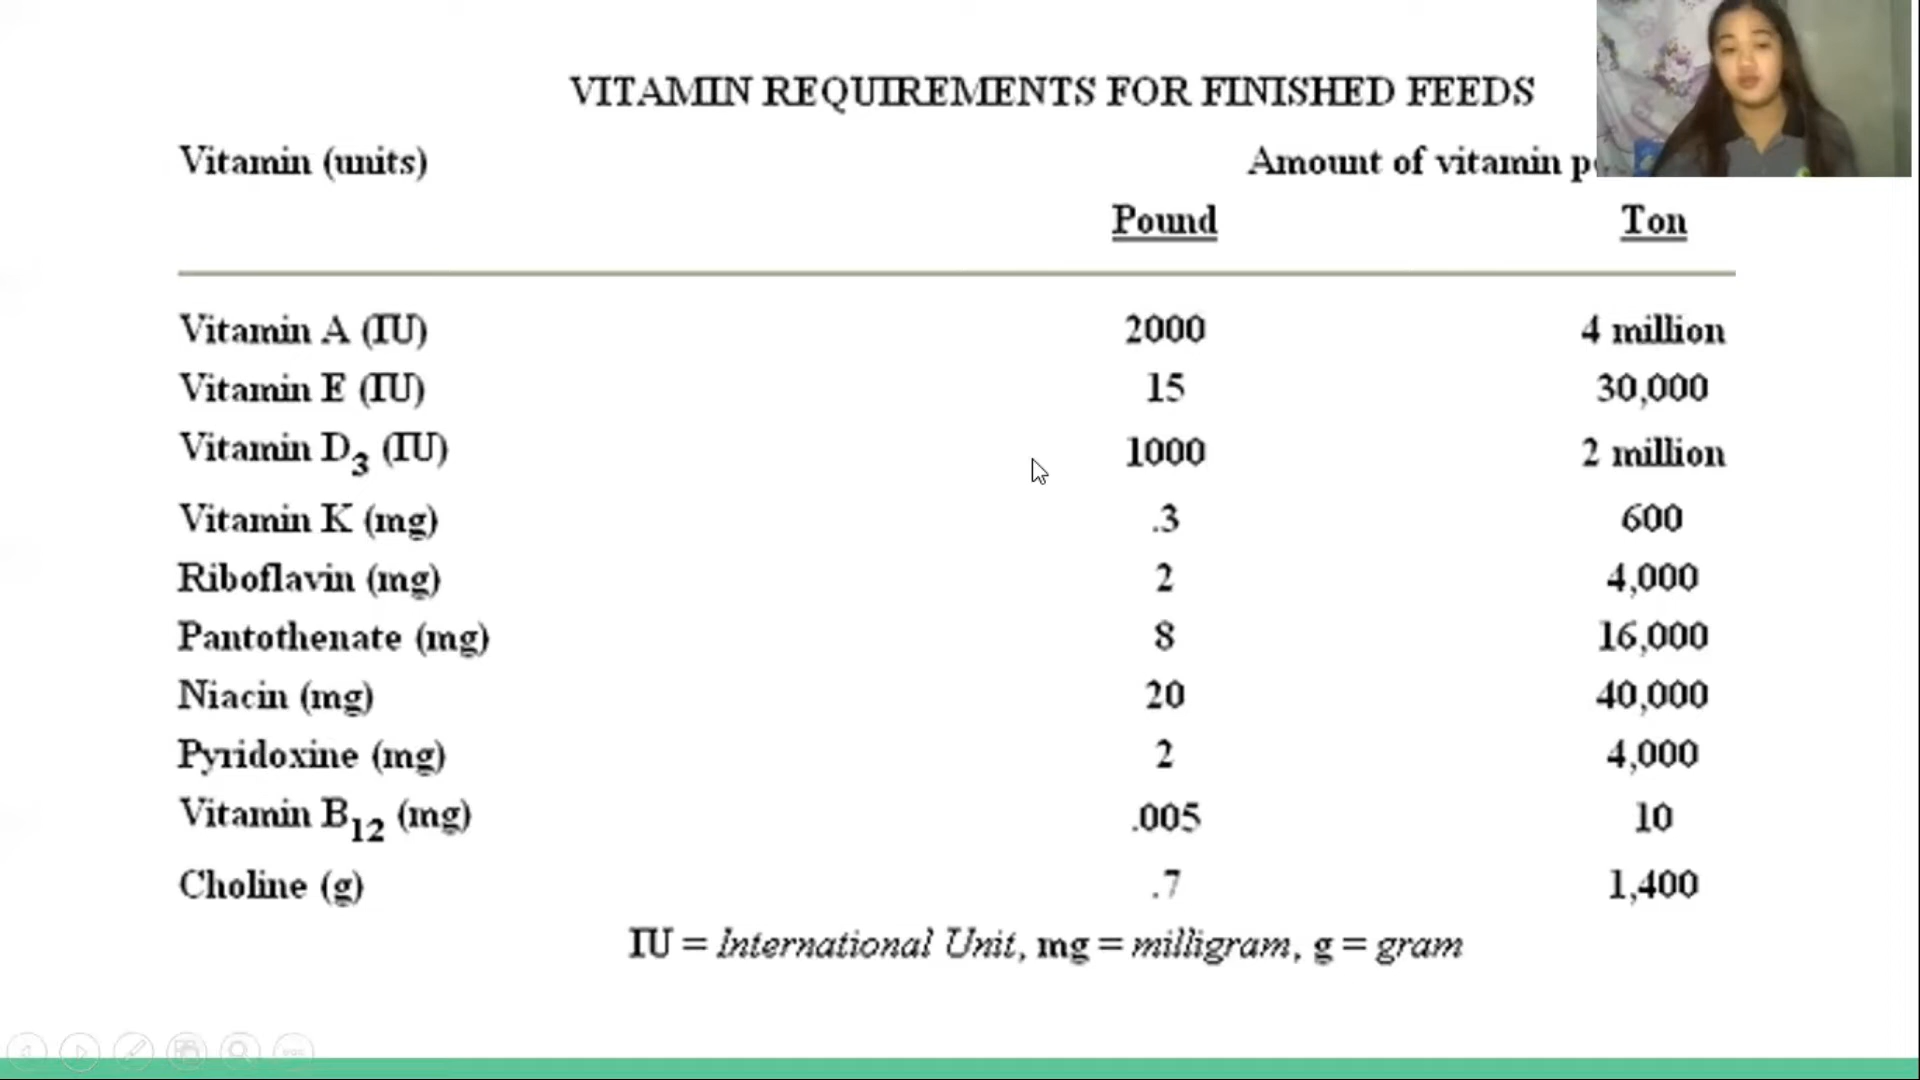 VITAMIN REQUIREMENTS FOR FINISHED FEEDS
Vitamin (units) Amount of vitamin
Pound Ton
Vitamin A (IU) 2000 4 million
Vitamin E (IU) 15 30,000
Vitamin D3 (IU) 1000 2 million
Vitamin K (mg) .3 600
Riboflavin (mg) 2 4,000
Pantothenate (mg) 8 16,000
Niacin (mg) 20 40,000
Pyridoxine (mg) 2 4,000
Vitamin B12 (mg) .005 10
Choline (g) .7 1,400
IU = International Unit, mg = milligram, g = gram